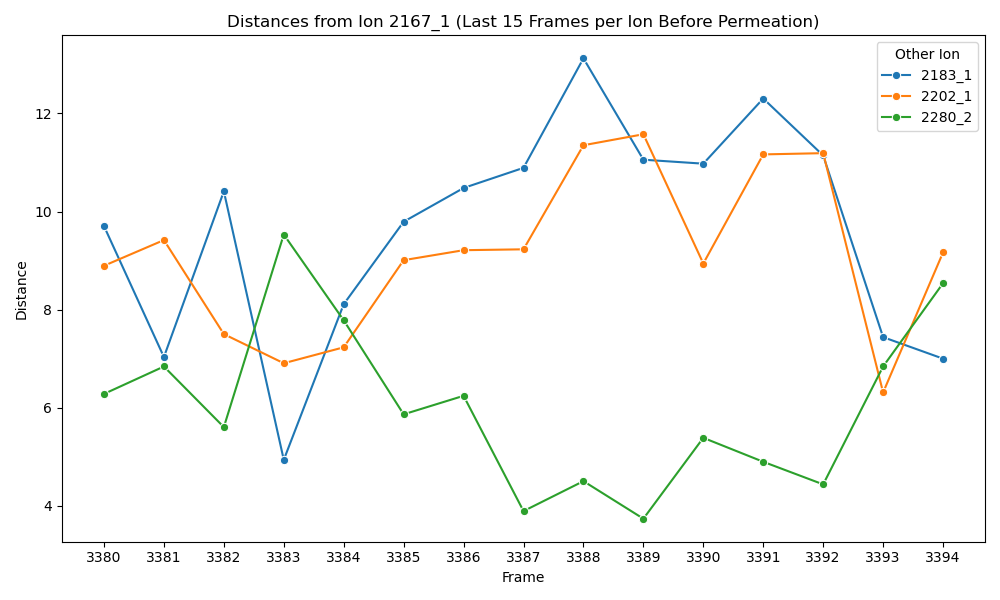 Distances from Ion 2167_1 (Last 15 Frames per Ion Before Permeation)
Other Ion
2183_1
2202_1
2280_2
Distance
12
10
8
6
4
3380 3381 3382 3383 3384 3385 3386 3387 3388 3389 3390 3391 3392 3393 3394
Frame